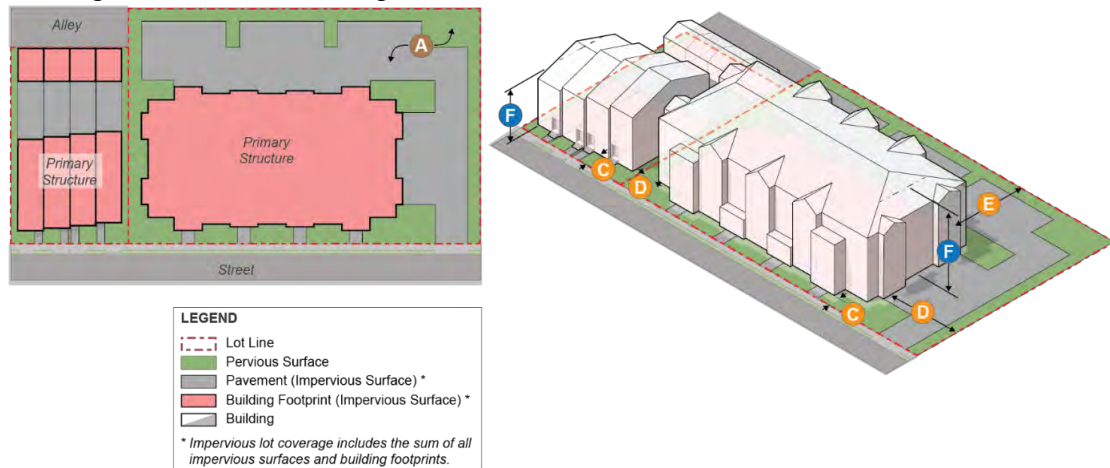 Alley
A
Primary
Structure
Primary
Structure
Street
F
C
D
E
F
C
D
LEGEND
Lot Line
Pervious Surface
Pavement (Impervious Surface) *
Building Footprint (Impervious Surface) *
Building
* Impervious lot coverage includes the sum of all
impervious surfaces and building footprints.